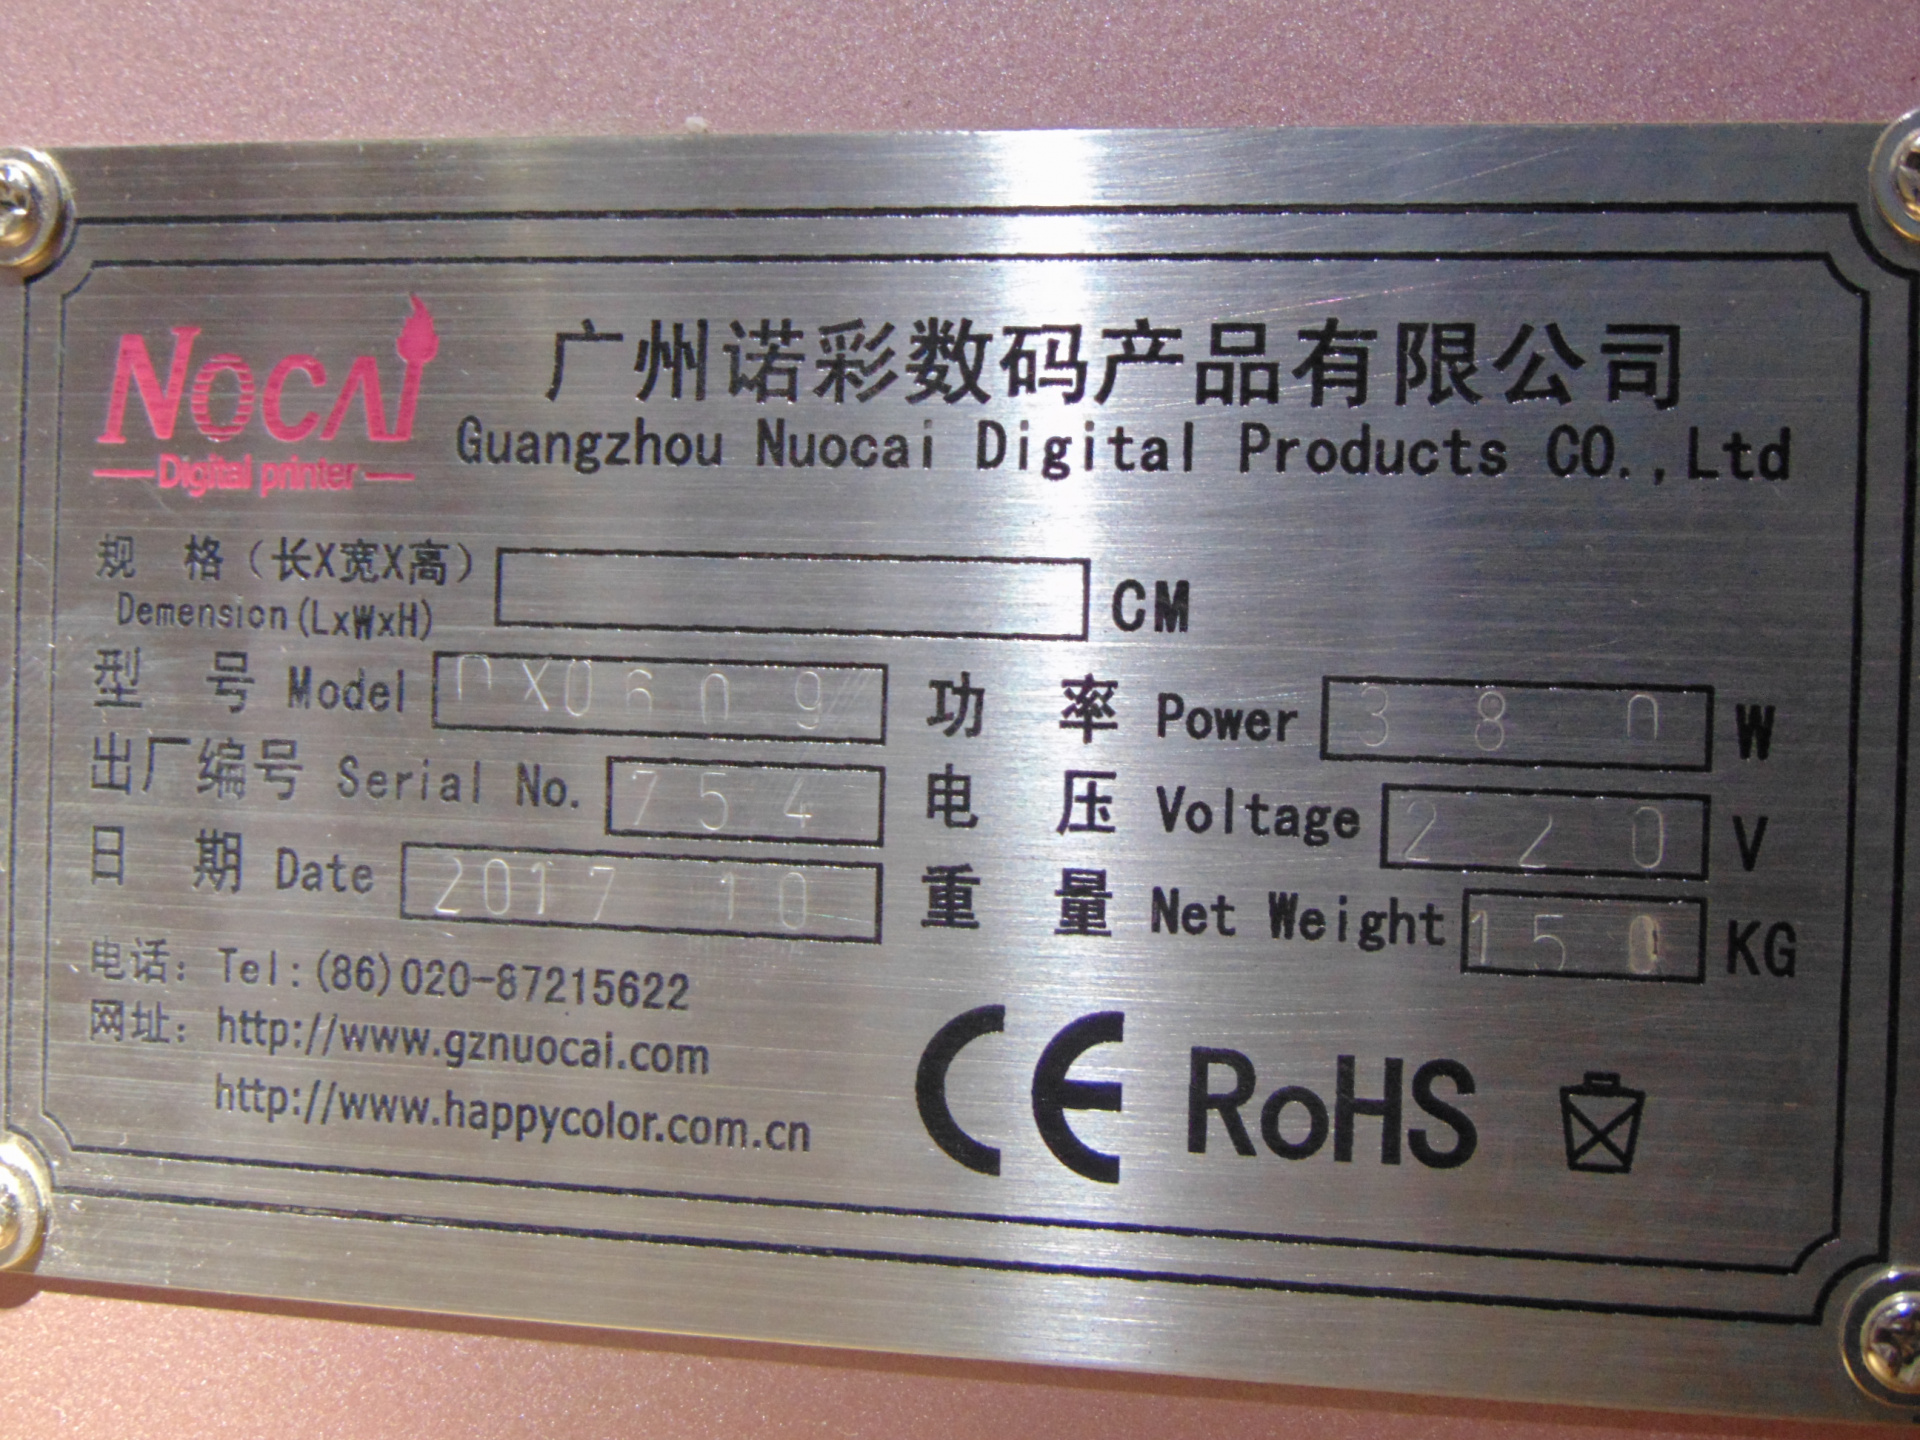 NOCAI
Digital printer
广州诺彩数码产品有限公司
Guangzhou Nuocai Digital Products CO.,Ltd
规 格（长X宽X高） CM
Demension(LxWxH)
型 号 Model 0609 功 率 Power 380 W
出厂编号 Serial No. 754 电 压 Voltage 220 V
日 期 Date 2017 10 重 量 Net Weight 150 KG
电话：Tel:(86)020-87215622
网址：http://www.gznuocai.com
http://www.happycolor.com.cn
CE RoHS